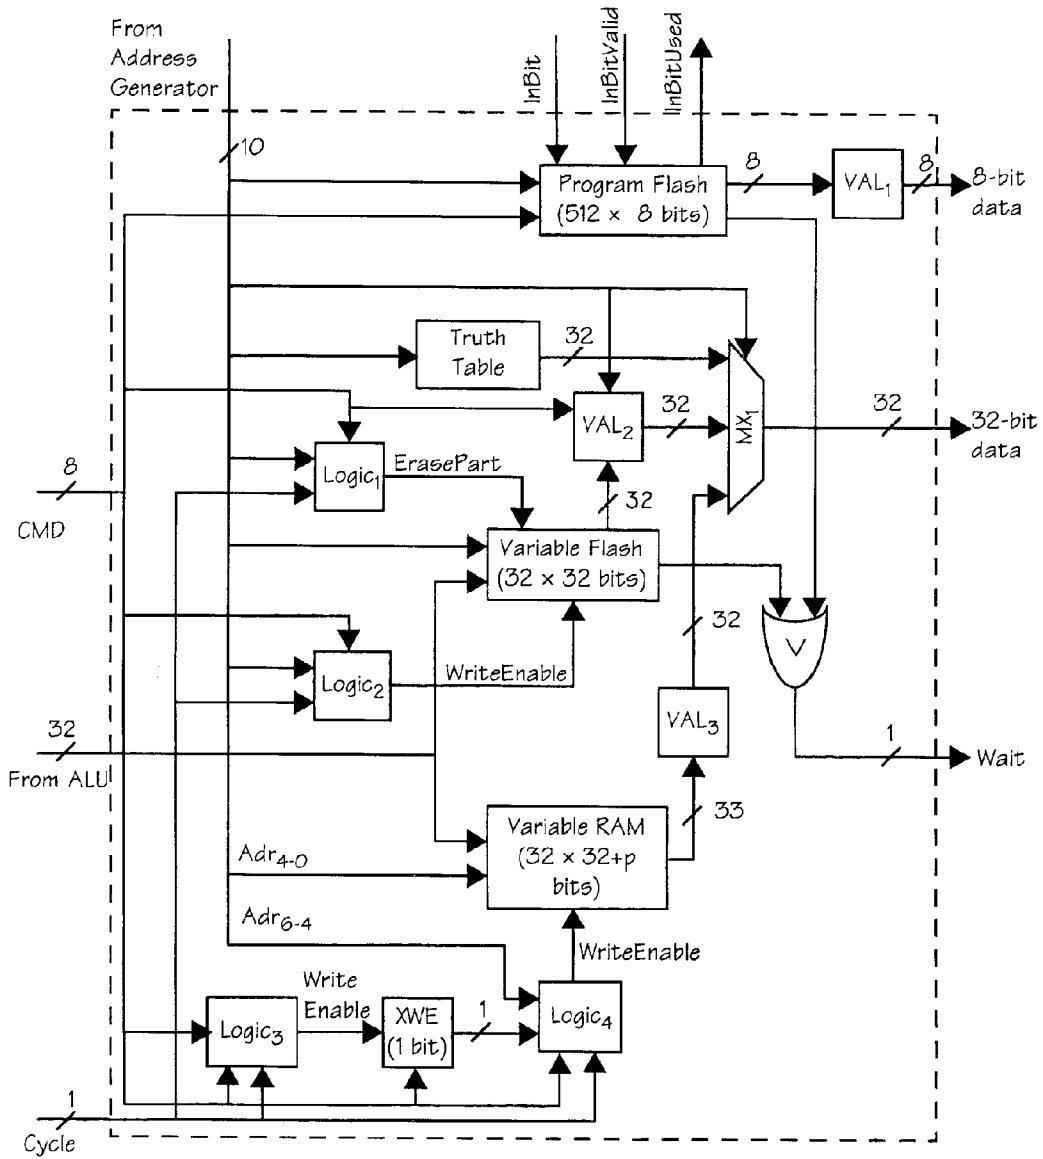 From
Address
Generator
InBit
InBitValid
InBitUsed
10
Program Flash
(512 × 8 bits)
8
VAL1
8
8-bit
data
Truth
Table
32
VAL2
32
MX1
32
32-bit
data
8
CMD
Logic1
ErasePart
32
Variable Flash
(32 × 32 bits)
32
V
Logic2
WriteEnable
VAL3
32
From ALU
1
Wait
33
Variable RAM
(32 × 32+p
bits)
Adr4-0
Adr6-4
WriteEnable
Write
Enable
Logic3
XWE
(1 bit)
1
Logic4
1
Cycle